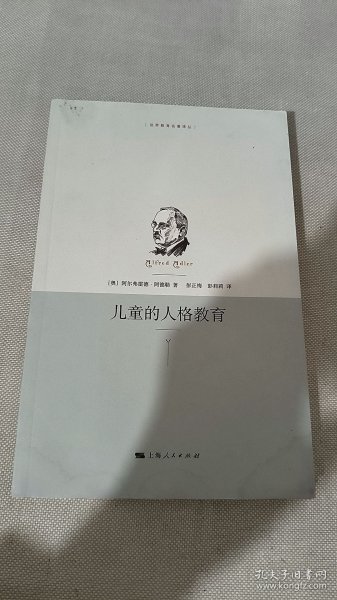 [世界教育名著译丛]
Alfred Adler
[奥] 阿尔弗雷德·阿德勒 著 彭正梅 彭莉莉 译
儿童的人格教育
上海人民出版社
孔夫子旧书网